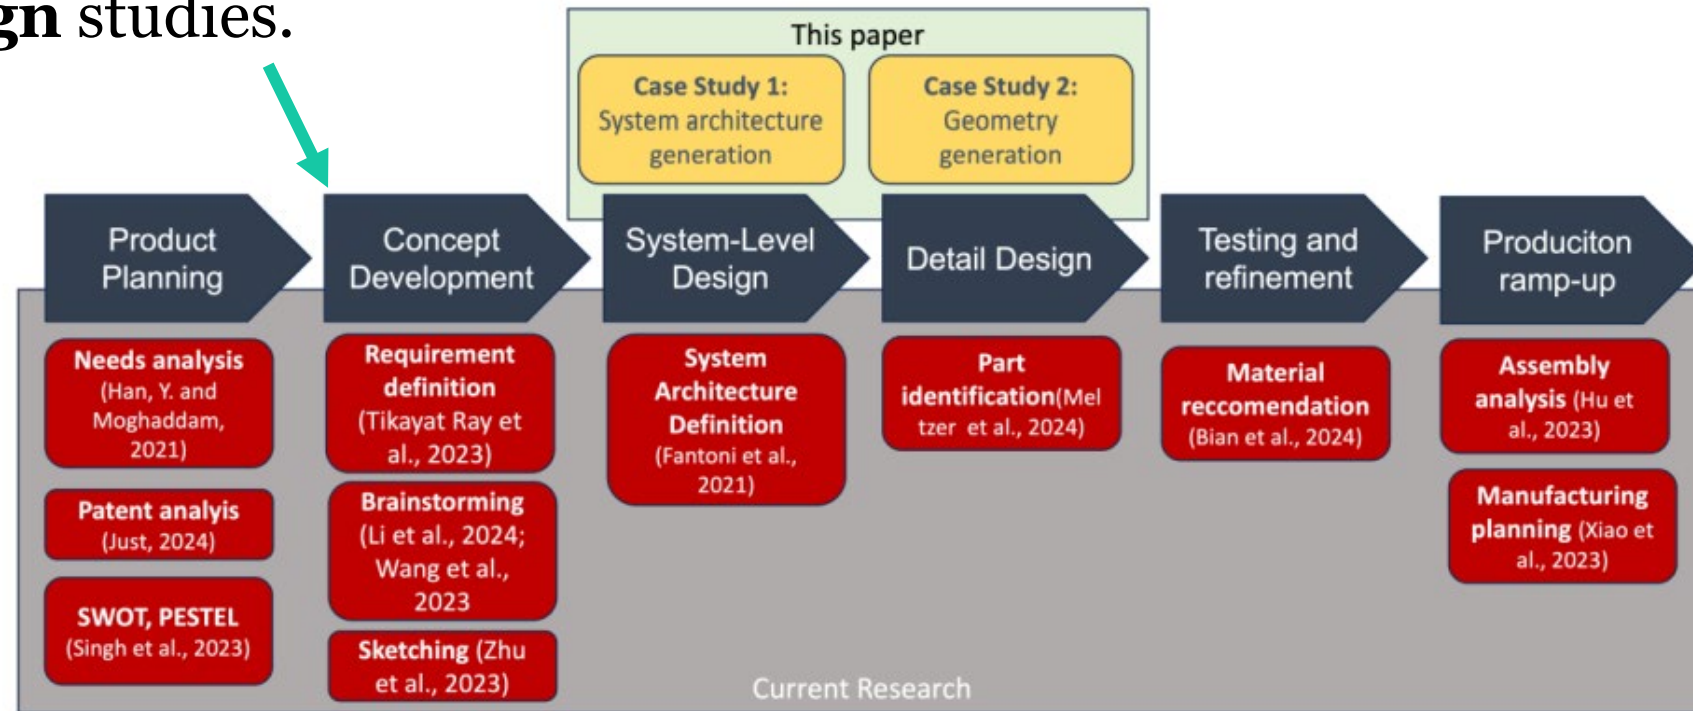 gn studies.
This paper
Case Study 1:
System architecture
generation
Case Study 2:
Geometry
generation
Product
Planning
Concept
Development
System-Level
Design
Detail Design
Testing and
refinement
Produciton
ramp-up
Needs analysis
(Han, Y. and
Moghaddam,
2021)
Patent analyis
(Just, 2024)
SWOT, PESTEL
(Singh et al., 2023)
Requirement
definition
(Tikayat Ray et
al., 2023)
Brainstorming
(Li et al., 2024;
Wang et al.,
2023
Sketching (Zhu
et al., 2023)
System
Architecture
Definition
(Fantoni et al.,
2021)
Part
identification(Mel
tzer et al., 2024)
Material
reccomendation
(Bian et al., 2024)
Assembly
analysis (Hu et
al., 2023)
Manufacturing
planning (Xiao et
al., 2023)
Current Research